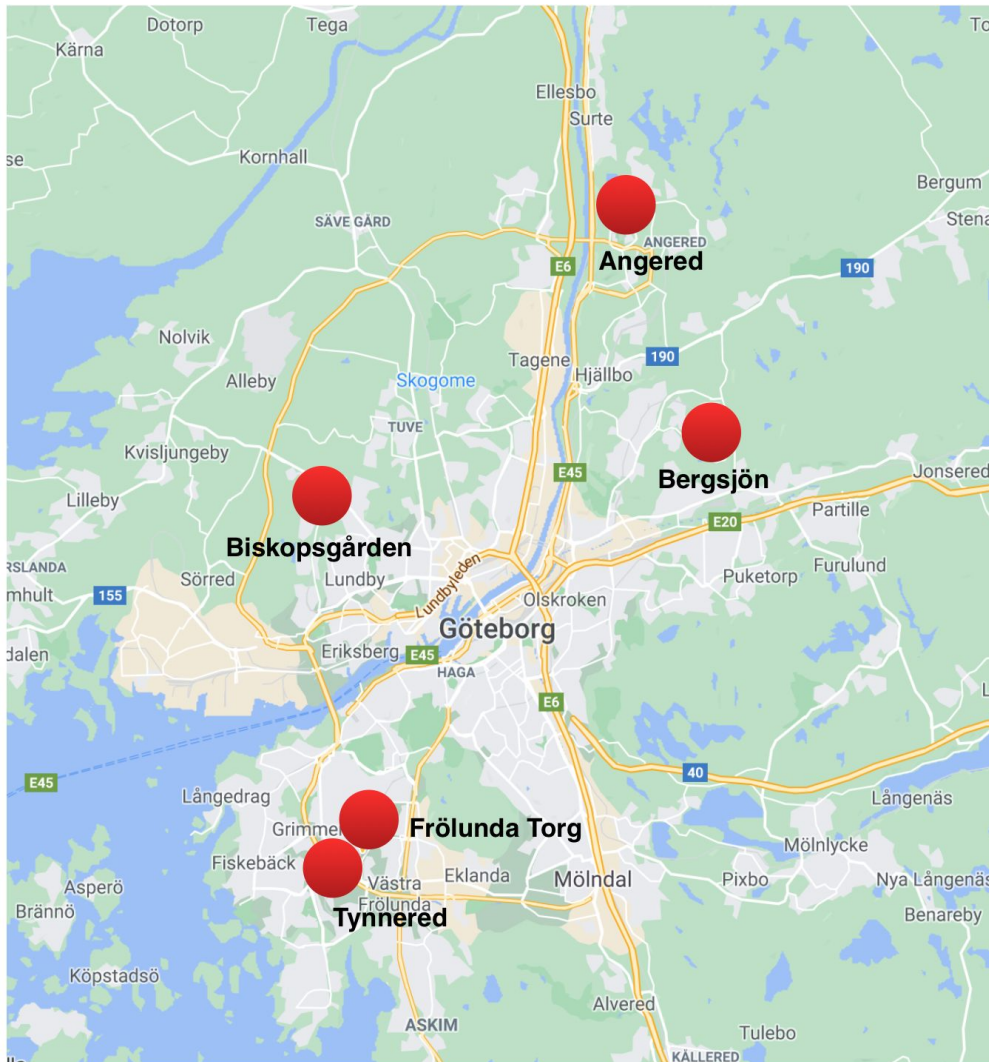 Dotorp
Tega
To
Kärna
Ellesbo
Surte
se
Kornhall
Bergum
SÄVE GÅRD
Stena
ANGERED
Angered
E6
190
Nolvik
Tagene
190
Alleby
Skogome
Hjällbo
TUVE
Kvisljungeby
E45
Bergsjön
Jonsered
Lilleby
Partille
E20
Biskopsgården
RSLANDA
Sörred
Lundby
Lundbyleden
Puketorp
Furulund
mhult
155
Olskroken
Göteborg
dalen
Eriksberg
E45
HAGA
L
E6
E45
40
Långedrag
Långenäs
Grimme
Frölunda Torg
Mölnlycke
Fiskebäck
Asperö
Västra
Frölunda
Eklanda
Mölndal
Pixbo
Nya Långenäs
Brännö
Tynnered
Benareby
Köpstadsö
Alvered
ASKIM
Tulebo
KÅLLERED